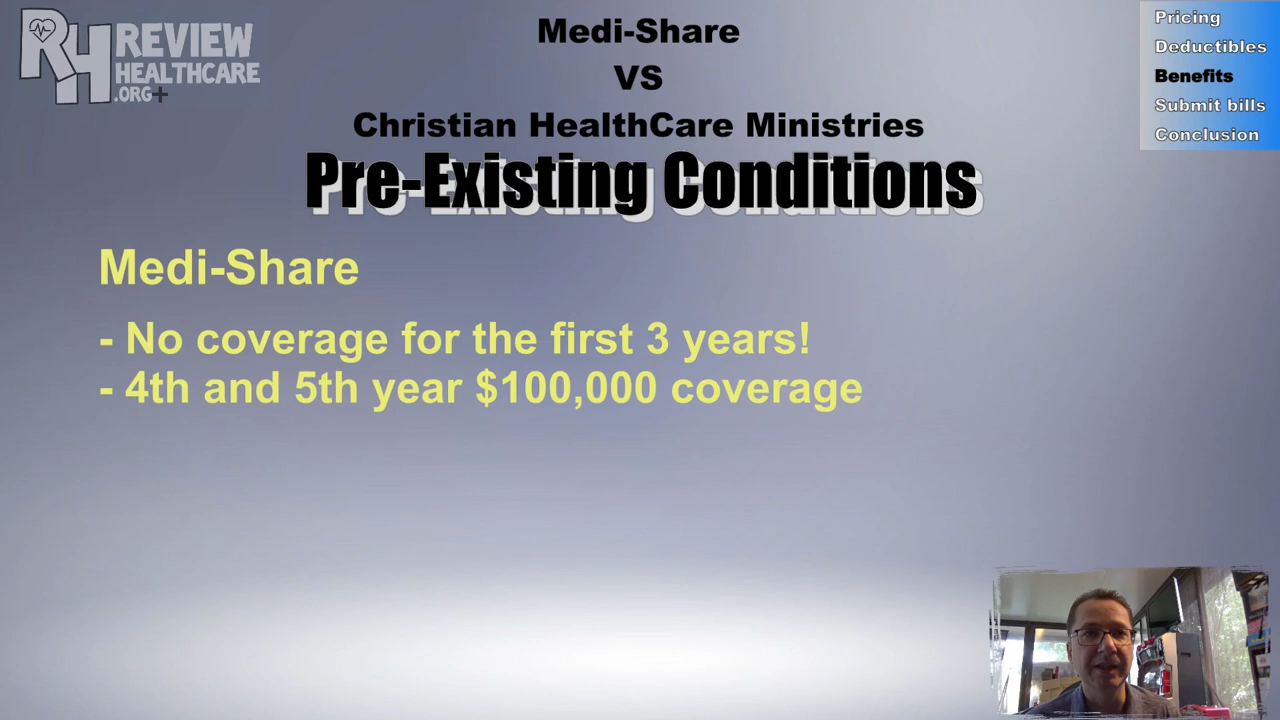 RH REVIEW
HEALTHCARE
.ORG+
Medi-Share
VS
Christian HealthCare Ministries
Pre-Existing Conditions
Pricing
Deductibles
Benefits
Submit bills
Conclusion
Medi-Share
- No coverage for the first 3 years!
- 4th and 5th year $100,000 coverage